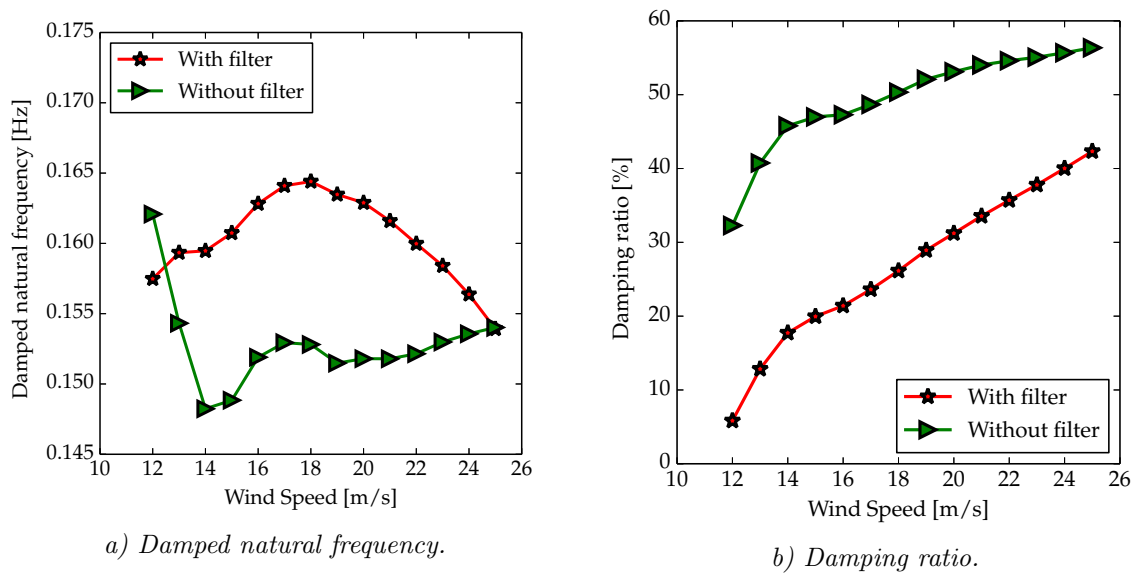 0.175
0.170
0.165
0.160
0.155
0.150
0.145
Damped natural frequency [Hz]
With filter
Without filter
10 12 14 16 18 20 22 24 26
Wind Speed [m/s]
a) Damped natural frequency.
60
50
40
30
20
10
0
Damping ratio [%]
With filter
Without filter
10 12 14 16 18 20 22 24 26
Wind Speed [m/s]
b) Damping ratio.